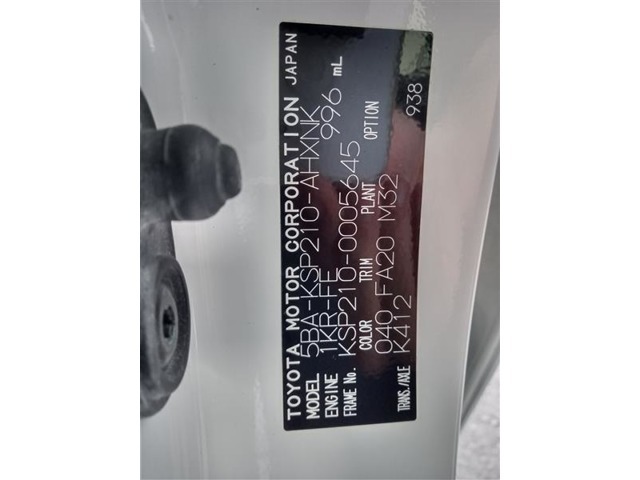 TOYOTA MOTOR CORPORATION JAPAN
MODEL 5BA-KSP210-AHXNK
ENGINE 1KR-FE 996 mL
FRAME No. KSP210-0005645
COLOR TRIM PLANT OPTION
040 FA20 M32
TRANS./AXLE K412 938